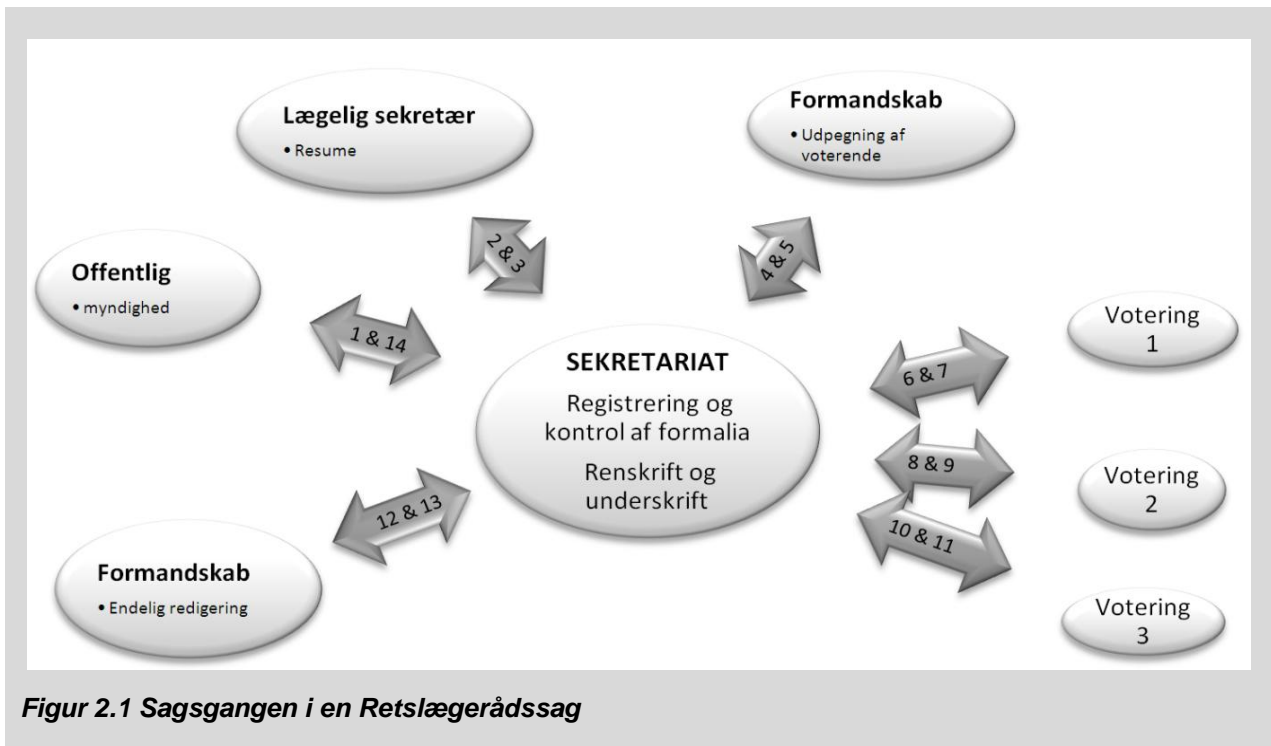 Lægelig sekretær
• Resume
Formandskab
• Udpegning af
voterende
Offentlig
• myndighed
2 & 3
4 & 5
1 & 14
SEKRETARIAT
Registrering og
kontrol af formalia
Renskrift og
underskrift
6 & 7
8 & 9
10 & 11
Votering
1
Votering
2
Votering
3
12 & 13
Formandskab
• Endelig redigering
Figur 2.1 Sagsgangen i en Retslægerådssag